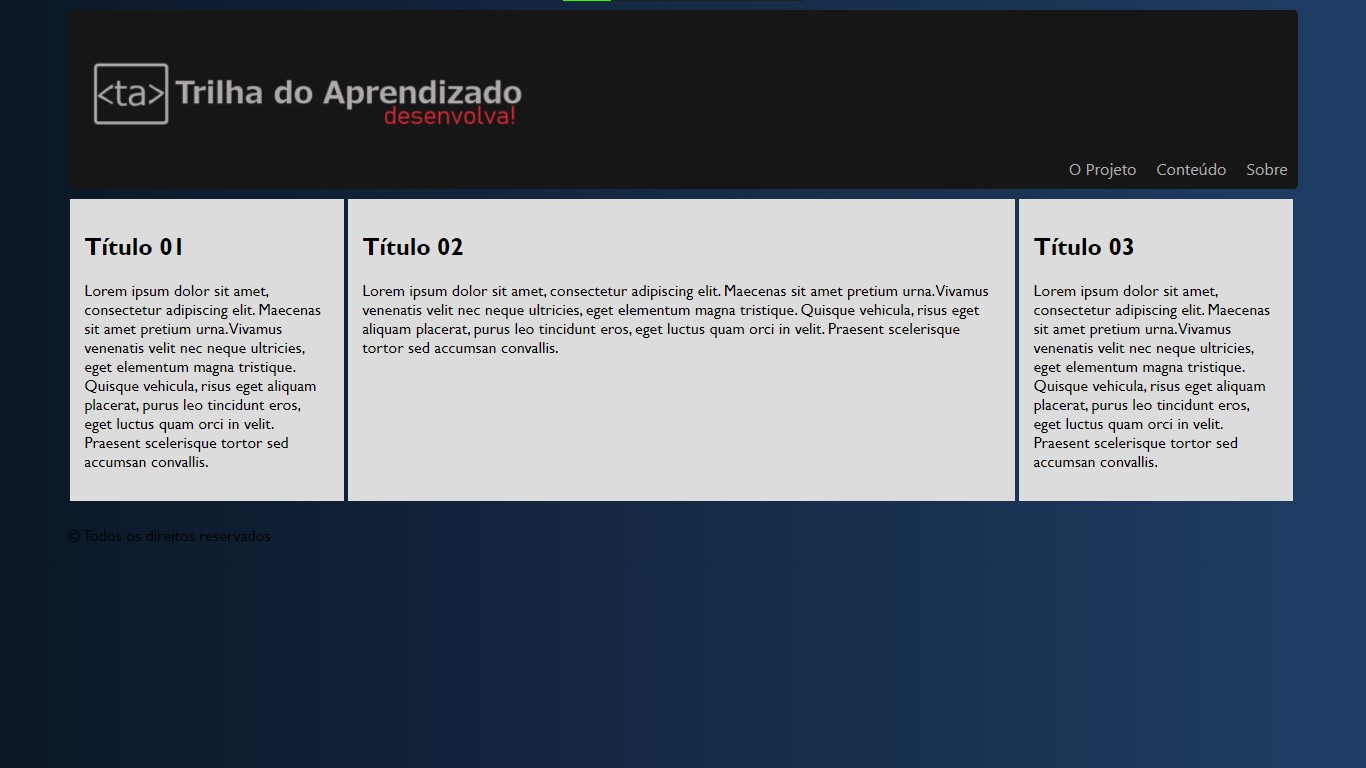 <ta> Trilha do Aprendizado
desenvolva!
O Projeto Conteúdo Sobre
Título 01
Lorem ipsum dolor sit amet,
consectetur adipiscing elit. Maecenas
sit amet pretium urna. Vivamus
venenatis velit nec neque ultricies,
eget elementum magna tristique.
Quisque vehicula, risus eget aliquam
placerat, purus leo tincidunt eros,
eget luctus quam orci in velit.
Praesent scelerisque tortor sed
accumsan convallis.
Título 02
Lorem ipsum dolor sit amet, consectetur adipiscing elit. Maecenas sit amet pretium urna. Vivamus
venenatis velit nec neque ultricies, eget elementum magna tristique. Quisque vehicula, risus eget
aliquam placerat, purus leo tincidunt eros, eget luctus quam orci in velit. Praesent scelerisque
tortor sed accumsan convallis.
Título 03
Lorem ipsum dolor sit amet,
consectetur adipiscing elit. Maecenas
sit amet pretium urna. Vivamus
venenatis velit nec neque ultricies,
eget elementum magna tristique.
Quisque vehicula, risus eget aliquam
placerat, purus leo tincidunt eros,
eget luctus quam orci in velit.
Praesent scelerisque tortor sed
accumsan convallis.
© Todos os direitos reservados